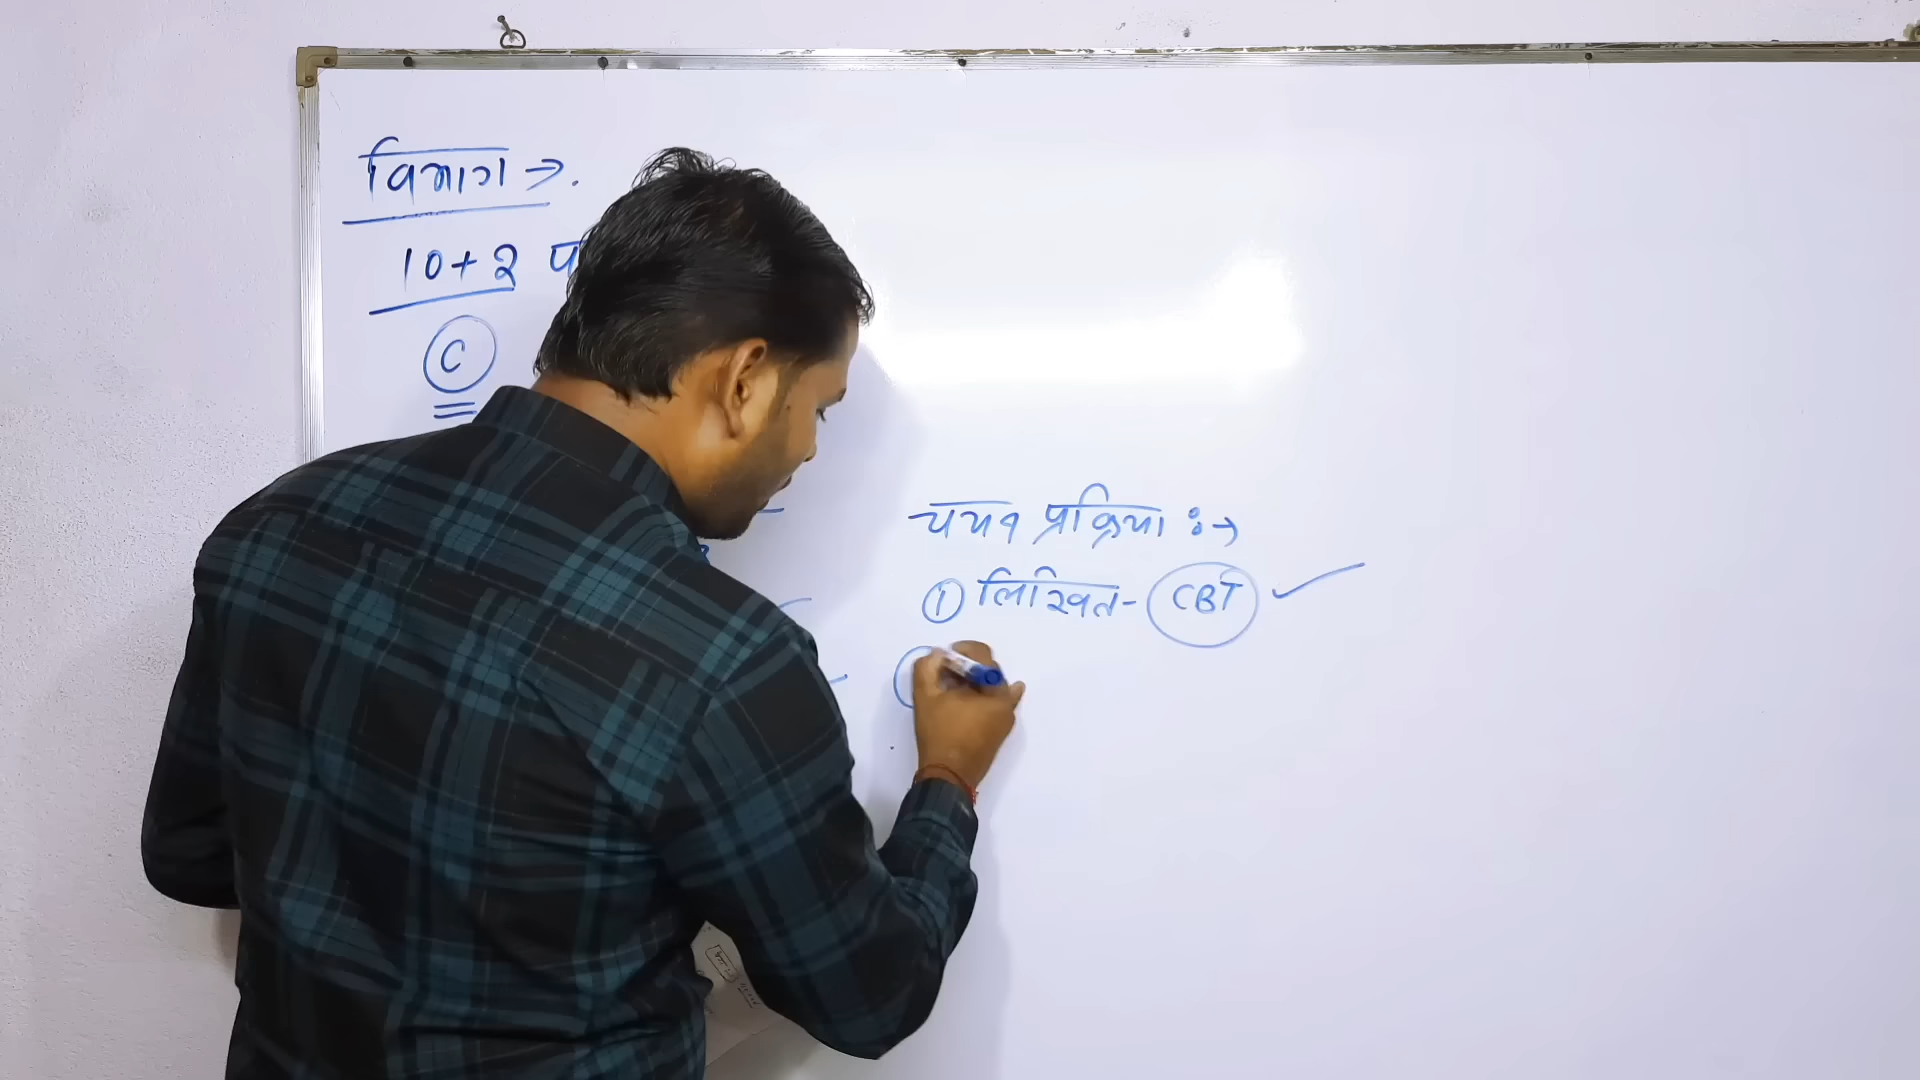 विभाग →.
10+2
C
चयन प्रक्रिया :→
① लिखित - CBT ✓